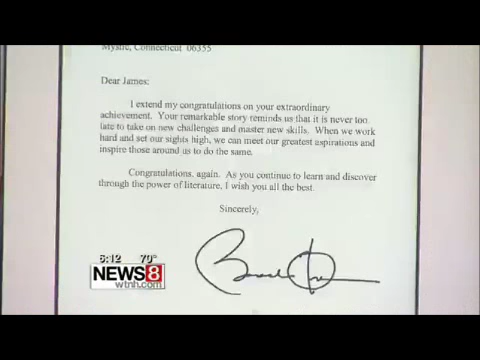 Mystic, Connecticut 06355
Dear James:
I extend my congratulations on your extraordinary
achievement. Your remarkable story reminds us that it is never too
late to take on new challenges and master new skills. When we work
hard and set our sights high, we can meet our greatest aspirations and
inspire those around us to do the same.
Congratulations, again. As you continue to learn and discover
through the power of literature, I wish you all the best.
Sincerely,
6:12 70°
NEWS 8
wtnh.com